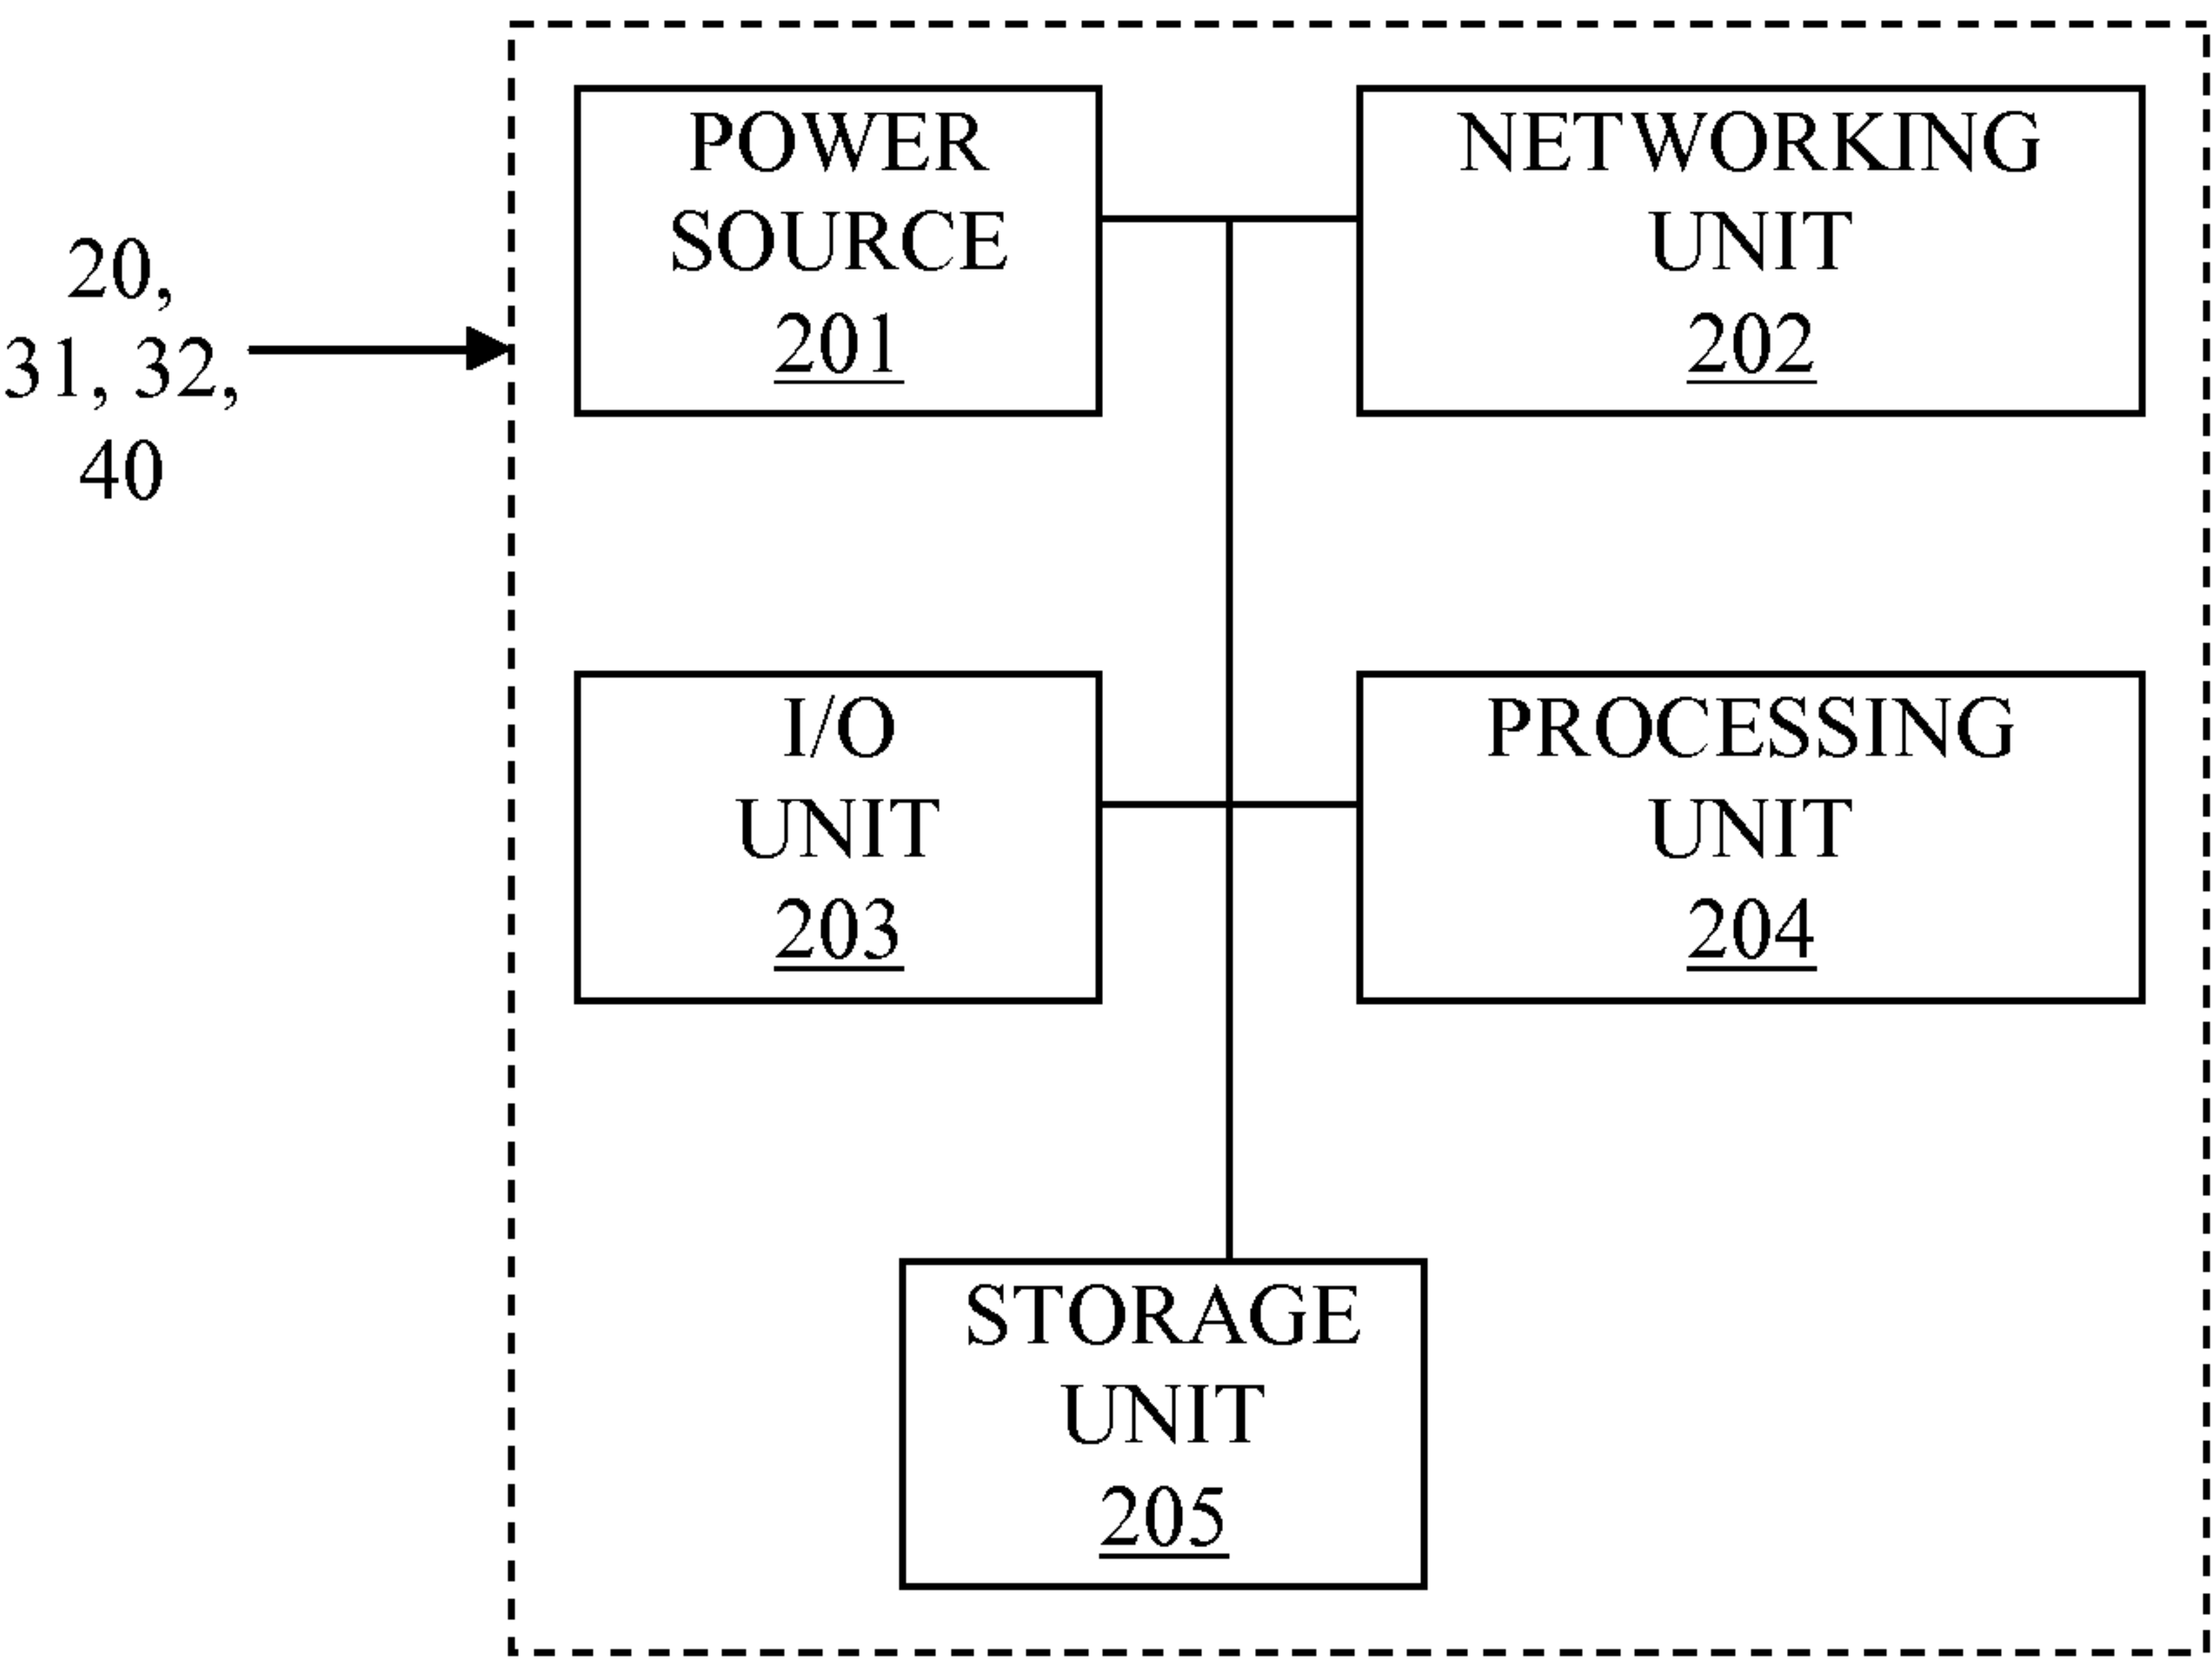 20,
31, 32,
40
POWER
SOURCE
201
NETWORKING
UNIT
202
I/O
UNIT
203
PROCESSING
UNIT
204
STORAGE
UNIT
205